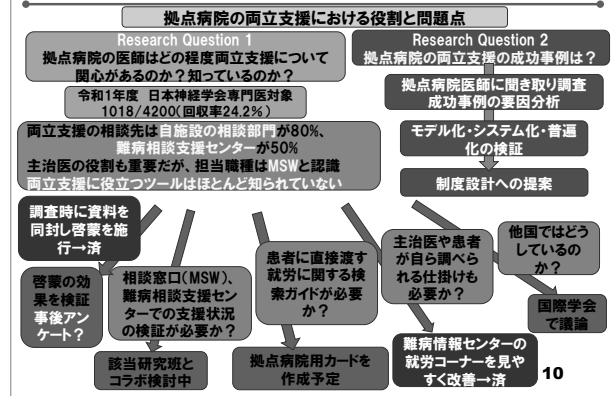 拠点病院の両立支援における役割と問題点
Research Question 1
拠点病院の医師はどの程度両立支援について
関心があるのか？知っているのか？
令和1年度 日本神経学会専門医対象
1018/4200(回収率24.2%)
両立支援の相談先は自施設の相談部門が80%、
難病相談支援センターが50%
主治医の役割も重要だが、担当職種はMSWと認識
両立支援に役立つツールはほとんど知られていない
Research Question 2
拠点病院の両立支援の成功事例は？
拠点病院医師に聞き取り調査
成功事例の要因分析
モデル化・システム化・普遍
化の検証
制度設計への提案
調査時に資料を
同封し啓蒙を施
行→済
啓蒙の効
果を検証
事後アン
ケート？
相談窓口(MSW)、
難病相談支援セン
ターでの支援状況
の検証が必要か？
該当研究班と
コラボ検討中
患者に直接渡す
就労に関する検
索ガイドが必要
か？
拠点病院用カードを
作成予定
主治医や患者
が自ら調べら
れる仕掛けも
必要か？
難病情報センターの
就労コーナーを見や
すく改善→済
他国ではどう
しているの
か？
国際学会
で議論
10